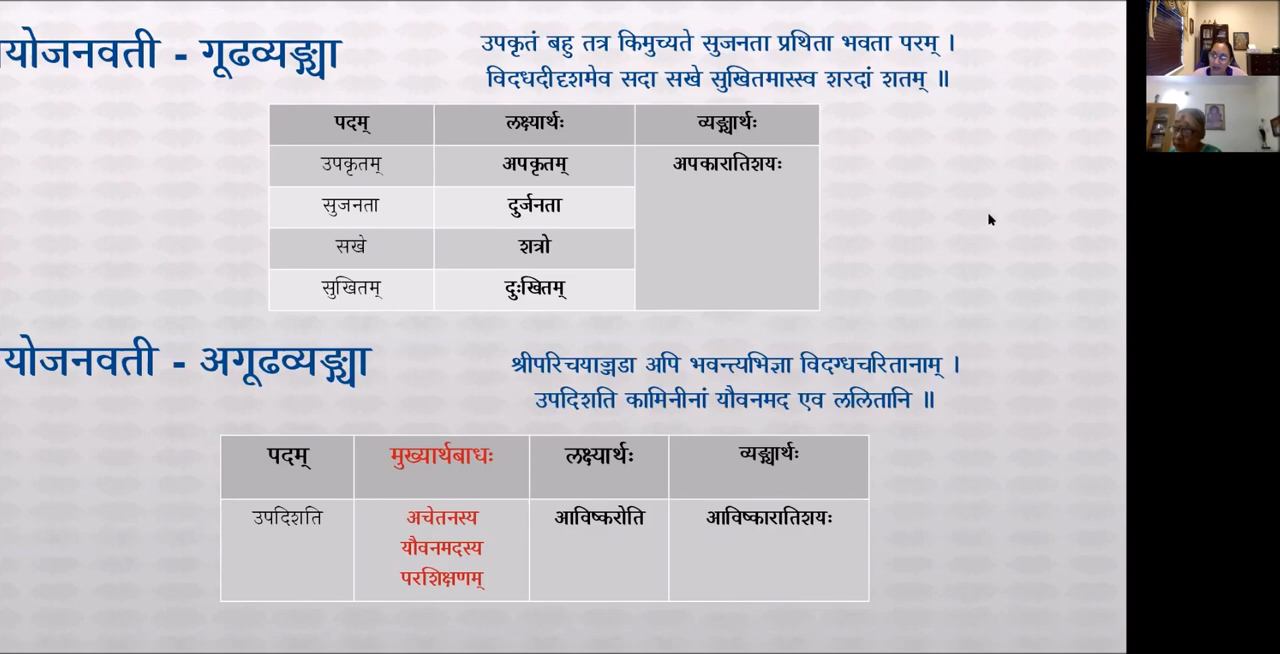 योजनवती - गूढव्यङ्ग्या
उपकृतं बहु तत्र किमुच्यते सुजनता प्रथिता भवता परम् ।
विदधदीदृशमेव सदा सखे सुखितमास्स्व शरदां शतम् ॥
पदम् लक्ष्यार्थः व्यङ्ग्यार्थः
उपकृतम् अपकृतम् अपकारातिशयः
सुजनता दुर्जनता
सखे शत्रो
सुखितम् दुःखितम्
योजनवती - अगूढव्यङ्ग्या
श्रीपरिचयाज्जडा अपि भवन्त्यभिज्ञा विदग्धचरितानाम् ।
उपदिशति कामिनीनां यौवनमद एव ललितानि ॥
पदम् मुख्यार्थबाधः लक्ष्यार्थः व्यङ्ग्यार्थः
उपदिशति अचेतनस्य आविष्करोति आविष्कारातिशयः
यौवनमदस्य
परशिक्षणम्